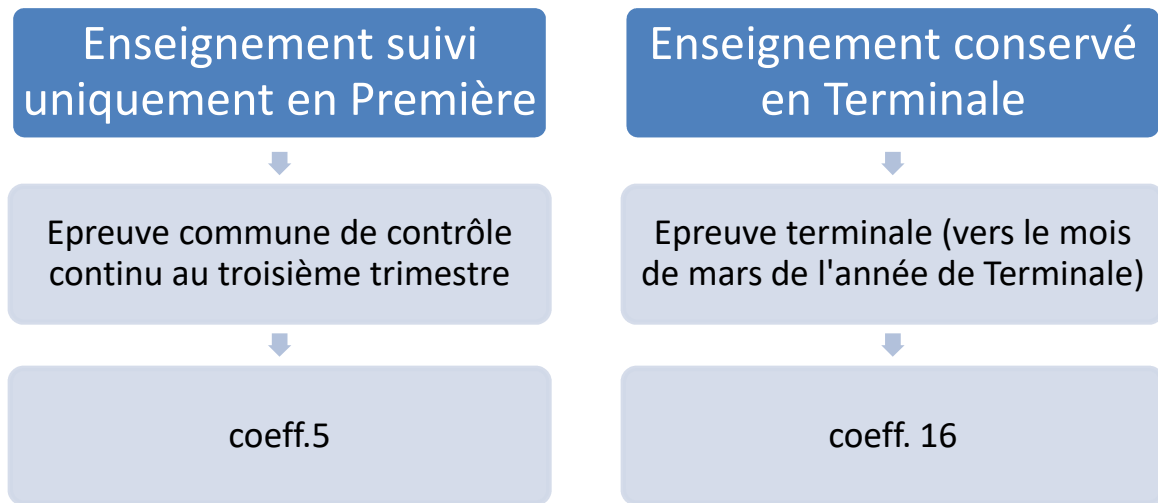 Enseignement suivi
uniquement en Première
Epreuve commune de contrôle
continu au troisième trimestre
coeff.5
Enseignement conservé
en Terminale
Epreuve terminale (vers le mois
de mars de l'année de Terminale)
coeff. 16